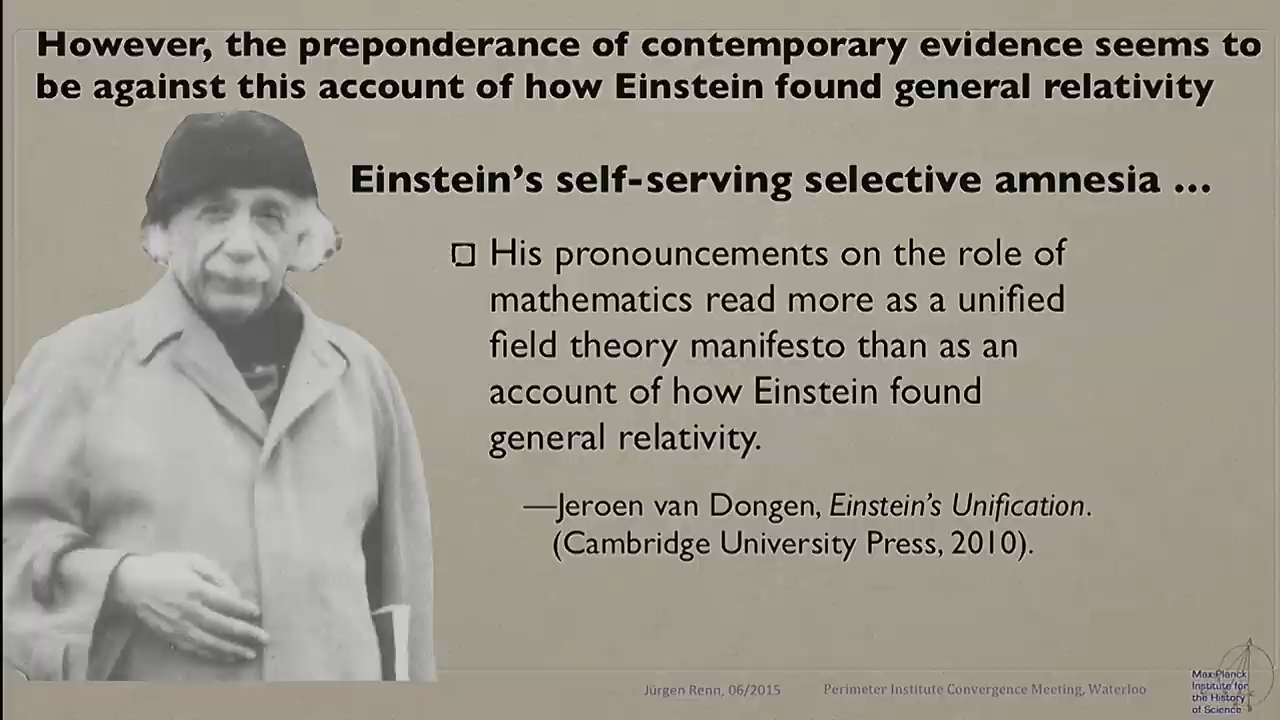 However, the preponderance of contemporary evidence seems to
be against this account of how Einstein found general relativity
Einstein's self-serving selective amnesia ...
His pronouncements on the role of
mathematics read more as a unified
field theory manifesto than as an
account of how Einstein found
general relativity.
—Jeroen van Dongen, Einstein's Unification.
(Cambridge University Press, 2010).
Jürgen Renn, 06/2015 Perimeter Institute Convergence Meeting, Waterloo
Max Planck
Institute for
the History
of Science